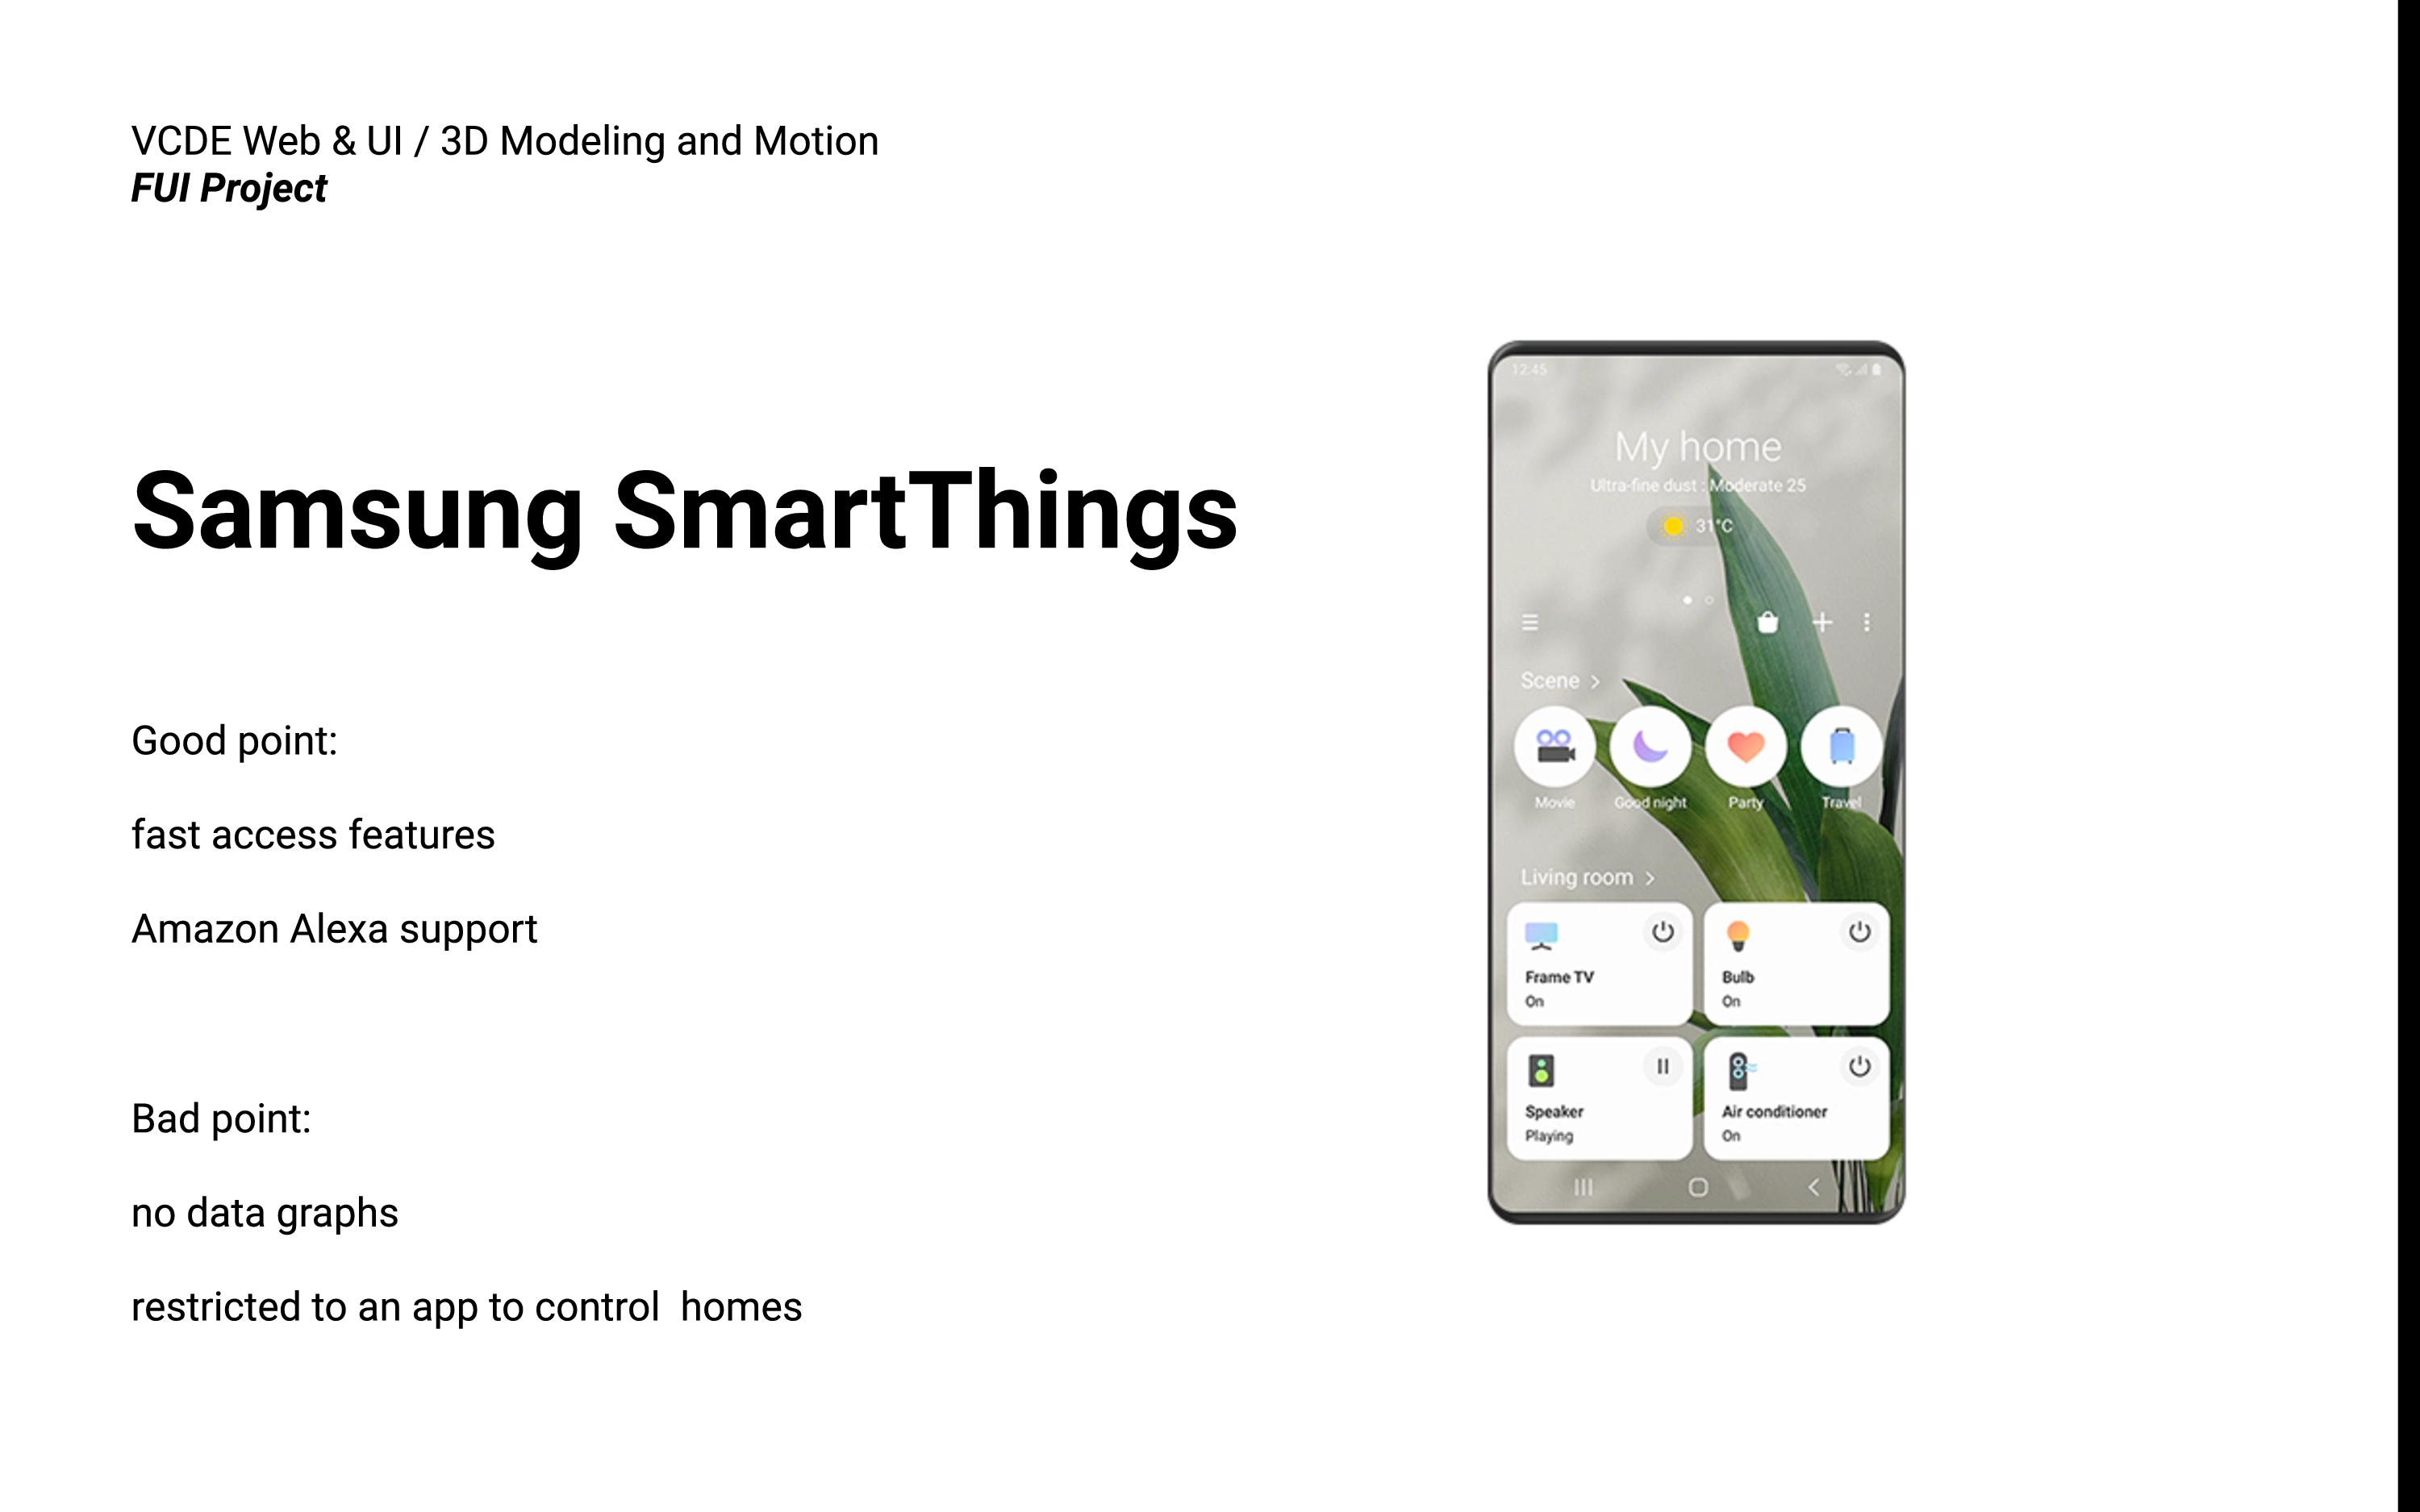 VCDE Web & UI / 3D Modeling and Motion
FUI Project
Samsung SmartThings
Good point:
fast access features
Amazon Alexa support
Bad point:
no data graphs
restricted to an app to control  homes
12:45
My home
Ultra-fine dust : Moderate 25
31°C
Scene >
Movie Good night Party Travel
Living room >
Frame TV
On
Bulb
On
Speaker
Playing
Air conditioner
On